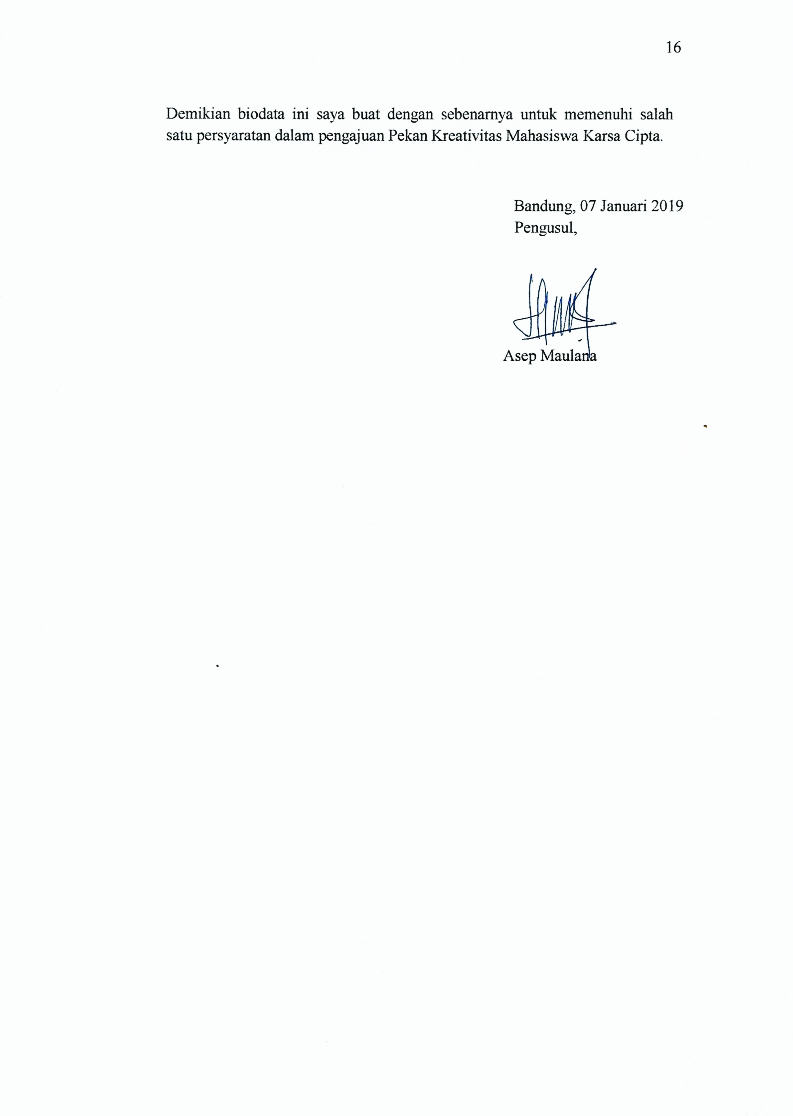 16
Demikian biodata ini saya buat dengan sebenarnya untuk memenuhi salah
satu persyaratan dalam pengajuan Pekan Kreativitas Mahasiswa Karsa Cipta.
Bandung, 07 Januari 2019
Pengusul,
Asep Maulana